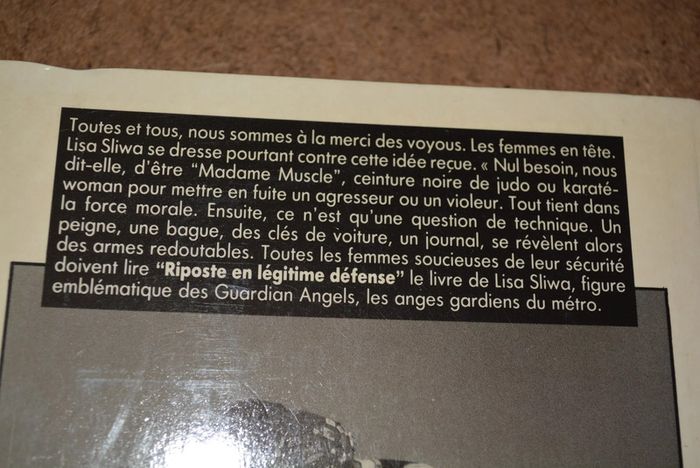 Toutes et tous, nous sommes à la merci des voyous. Les femmes en tête.
Lisa Sliwa se dresse pourtant contre cette idée reçue. « Nul besoin, nous
dit-elle, d'être "Madame Muscle", ceinture noire de judo ou karaté-
woman pour mettre en fuite un agresseur ou un violeur. Tout tient dans
la force morale. Ensuite, ce n'est qu'une question de technique. Un
peigne, une bague, des clés de voiture, un journal, se révèlent alors
des armes redoutables. Toutes les femmes soucieuses de leur sécurité
doivent lire "Riposte en légitime défense" le livre de Lisa Sliwa, figure
emblématique des Guardian Angels, les anges gardiens du métro.